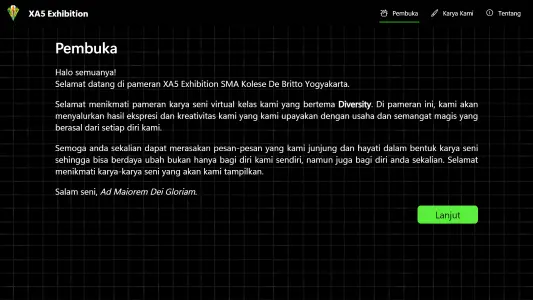 XA5 Exhibition
Pembuka
Karya Kami
Tentang
Pembuka
Halo semuanya!
Selamat datang di pameran XA5 Exhibition SMA Kolese De Britto Yogyakarta.
Selamat menikmati pameran karya seni virtual kelas kami yang bertema Diversity. Di pameran ini, kami akan
menyalurkan hasil ekspresi dan kreativitas kami yang kami upayakan dengan usaha dan semangat magis yang
berasal dari setiap diri kami.
Semoga anda sekalian dapat merasakan pesan-pesan yang kami junjung dan hayati dalam bentuk karya seni
sehingga bisa berdaya ubah bukan hanya bagi diri kami sendiri, namun juga bagi diri anda sekalian. Selamat
menikmati karya-karya seni yang akan kami tampilkan.
Salam seni, Ad Maiorem Dei Gloriam.
Lanjut